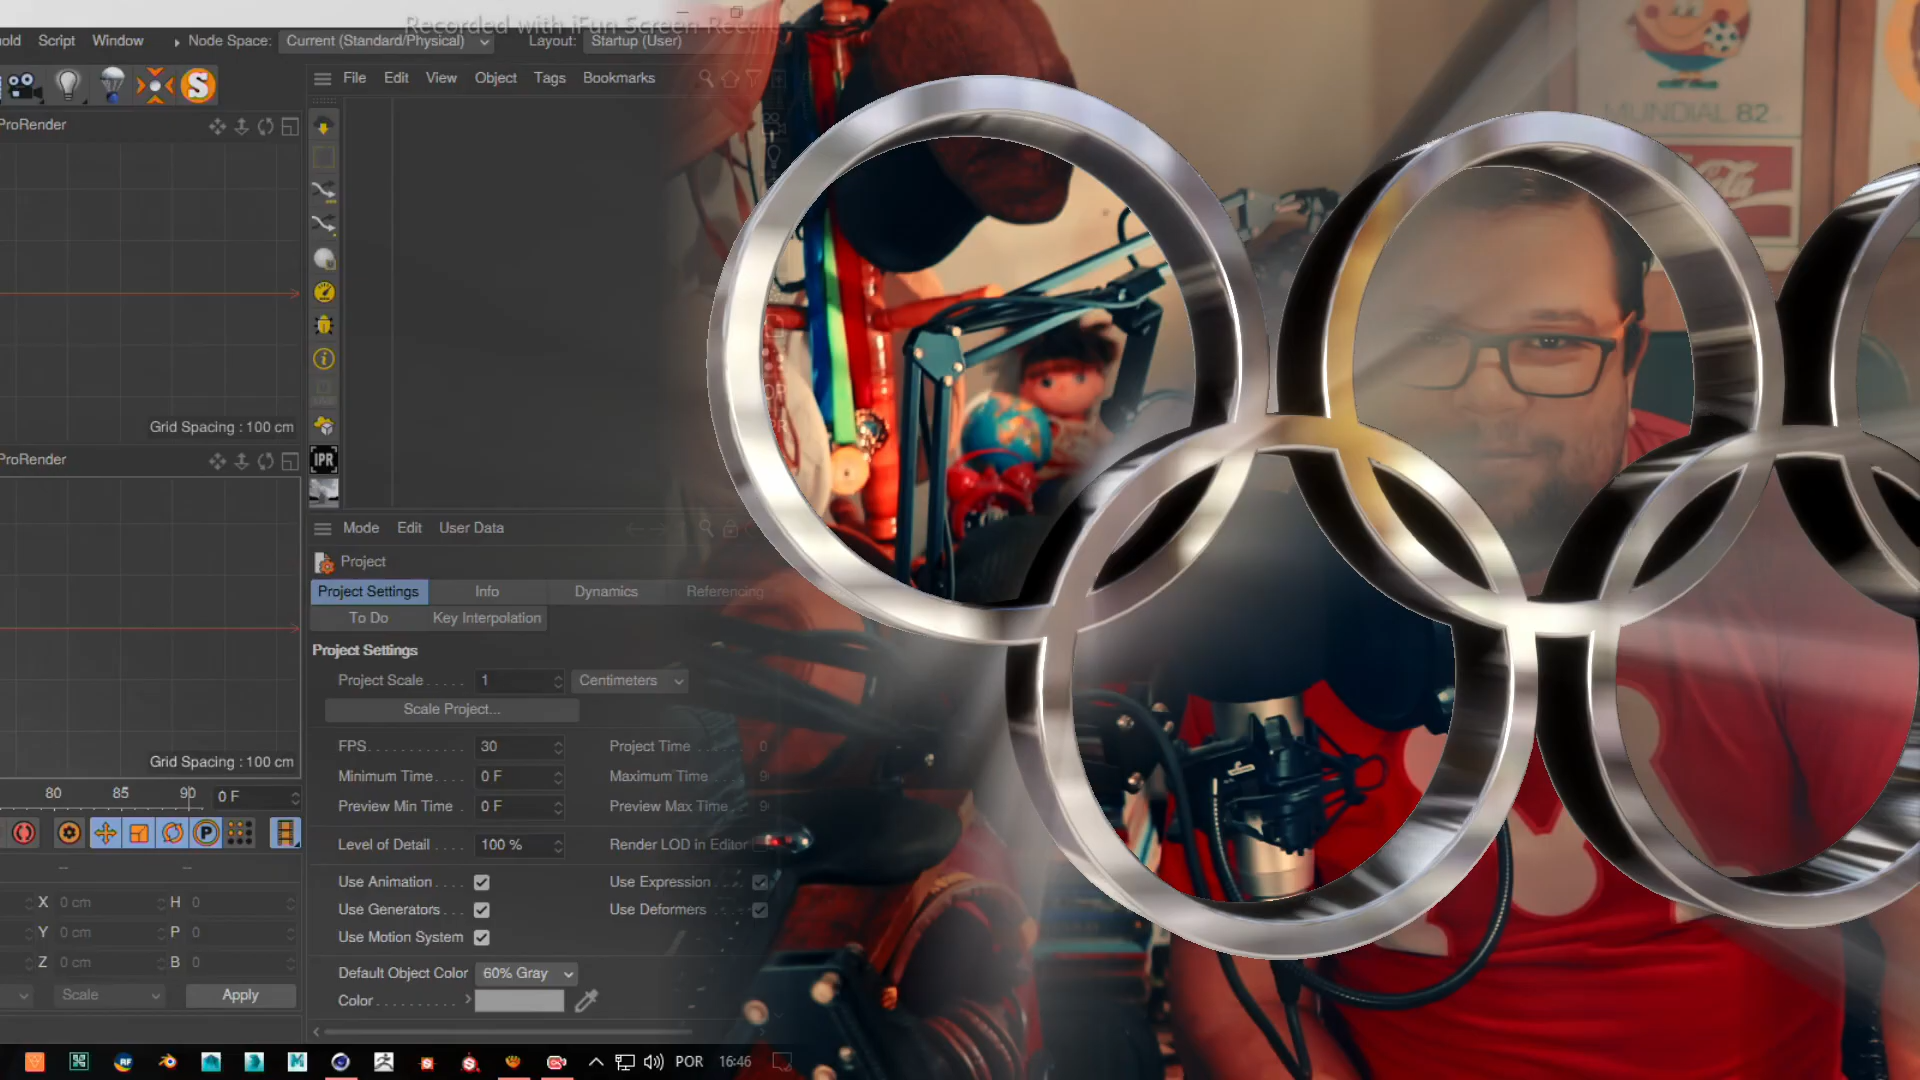 Recorded with iFun Screen Recor
old Script Window Node Space: Current (Standard/Physical) Layout: Startup (User)
File Edit View Object Tags Bookmarks
ProRender
Grid Spacing : 100 cm
ProRender
Grid Spacing : 100 cm
80 85 90 0 F
X 0 cm H 0
Y 0 cm P 0
Z 0 cm B 0
Scale Apply
IPR
Mode Edit User Data
Project
Project Settings Info Dynamics Referencing
To Do Key Interpolation
Project Settings
Project Scale 1 Centimeters
Scale Project...
FPS 30 Project Time 0
Minimum Time 0 F Maximum Time 9
Preview Min Time 0 F Preview Max Time 9
Level of Detail 100 % Render LOD in Editor
Use Animation Use Expression
Use Generators Use Deformers
Use Motion System
Default Object Color 60% Gray
Color
POR 16:46
MUNDIAL 82
Cola